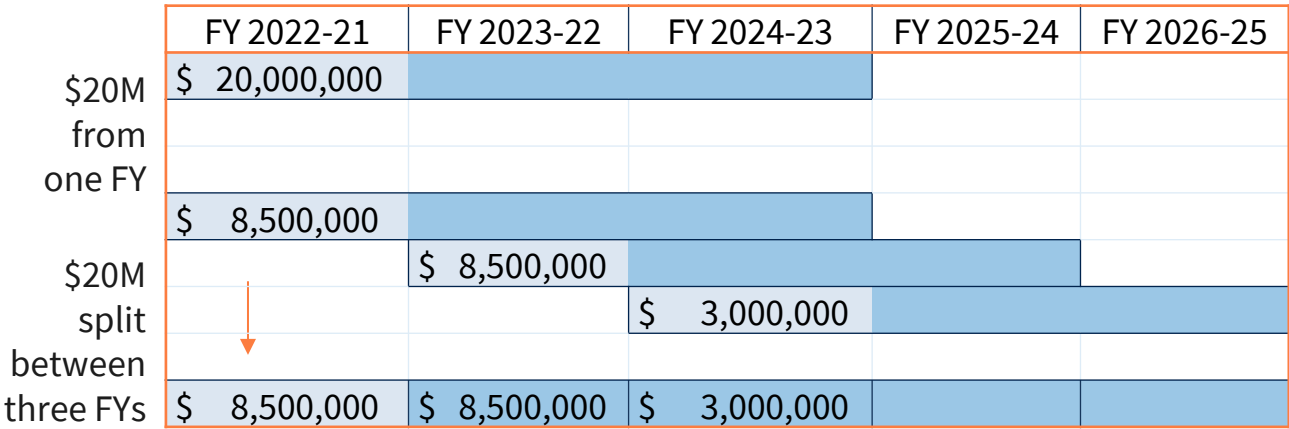 FY 2022-21 FY 2023-22 FY 2024-23 FY 2025-24 FY 2026-25
$20M
from
one FY
$ 20,000,000
$ 8,500,000
$20M
split
between
three FYs
$ 8,500,000
$ 3,000,000
$ 8,500,000 $ 8,500,000 $ 3,000,000